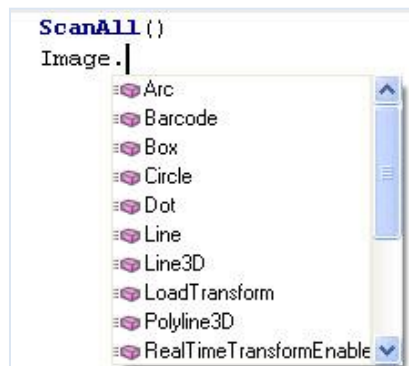 ScanAll()
Image.
Arc
Barcode
Box
Circle
Dot
Line
Line3D
LoadTransform
Polyline3D
RealTimeTransformEnable